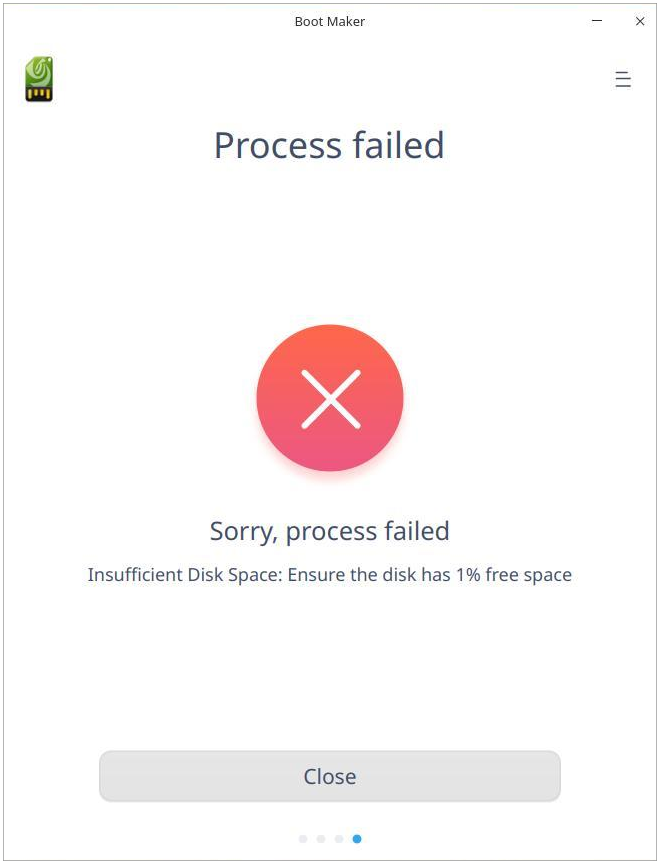 Boot Maker
Process failed
Sorry, process failed
Insufficient Disk Space: Ensure the disk has 1% free space
Close